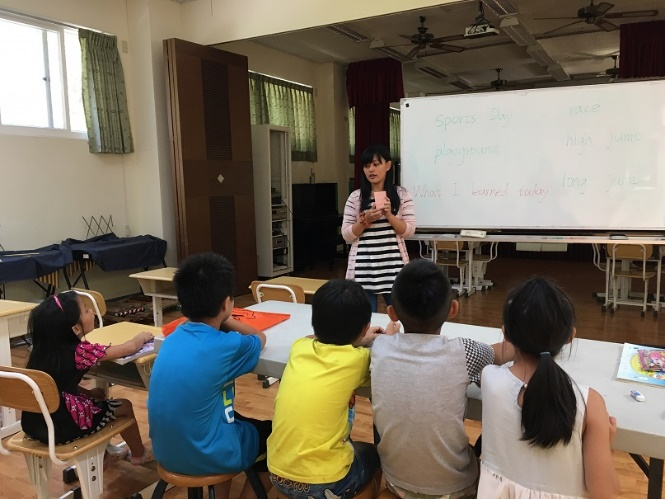 Sports Day
race
playground
high jump
What I learned today
long jump